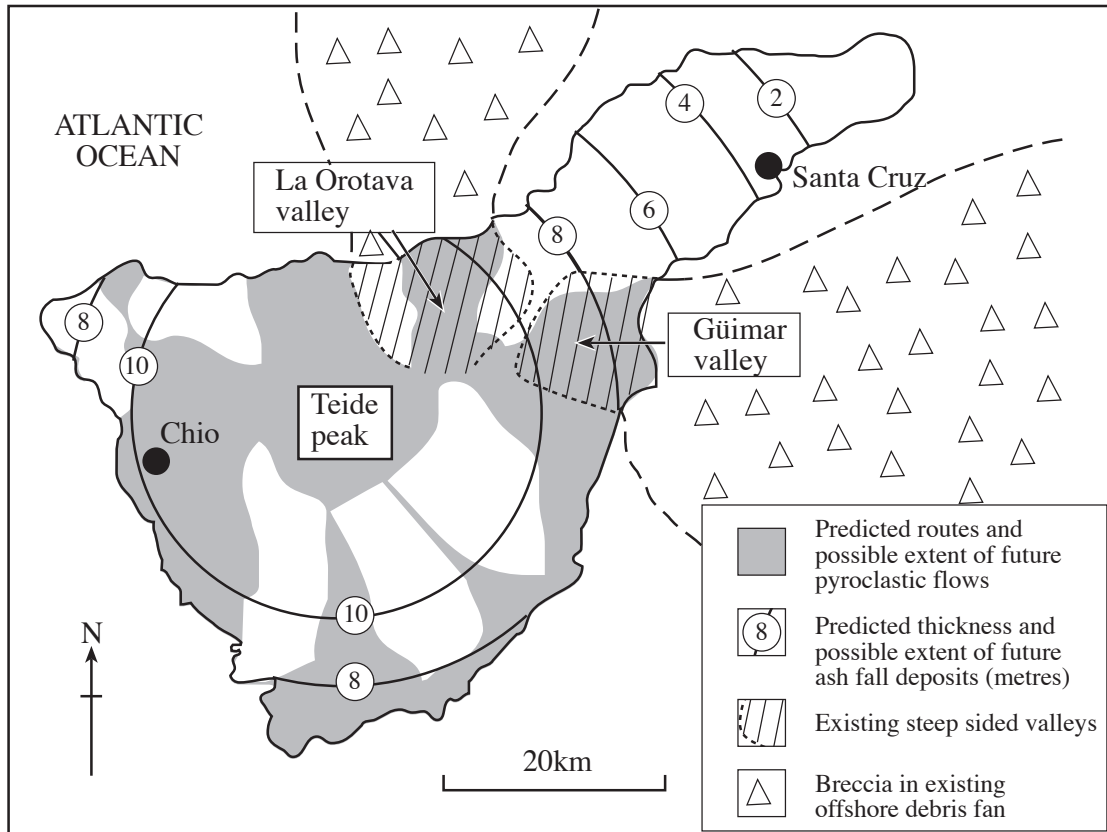 ATLANTIC
OCEAN
La Orotava
valley
2
4
6
8
Santa Cruz
8
10
Güimar
valley
Teide
peak
Chio
10
8
N
20km
Predicted routes and
possible extent of future
pyroclastic flows
8
Predicted thickness and
possible extent of future
ash fall deposits (metres)
Existing steep sided valleys
Breccia in existing
offshore debris fan